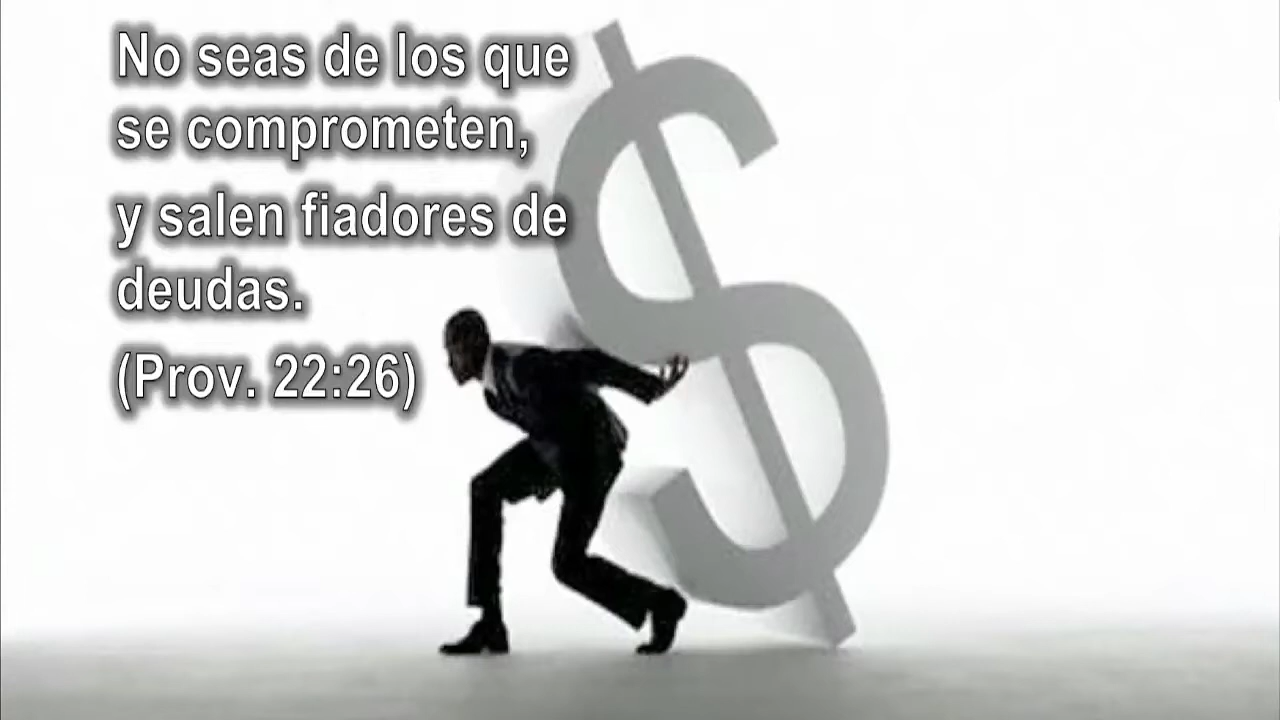 No seas de los que
se comprometen,
y salen fiadores de
deudas.
(Prov. 22:26)